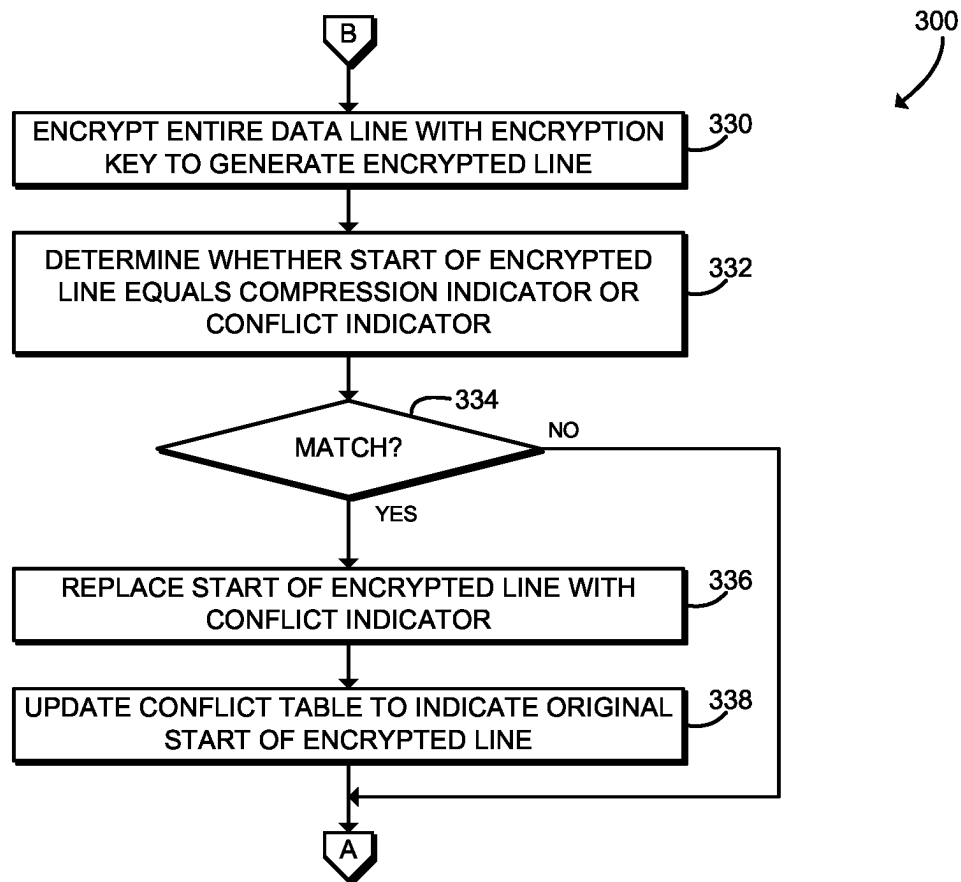 300
B
ENCRYPT ENTIRE DATA LINE WITH ENCRYPTION
KEY TO GENERATE ENCRYPTED LINE
330
DETERMINE WHETHER START OF ENCRYPTED
LINE EQUALS COMPRESSION INDICATOR OR
CONFLICT INDICATOR
332
334
MATCH?
NO
YES
REPLACE START OF ENCRYPTED LINE WITH
CONFLICT INDICATOR
336
UPDATE CONFLICT TABLE TO INDICATE ORIGINAL
START OF ENCRYPTED LINE
338
A